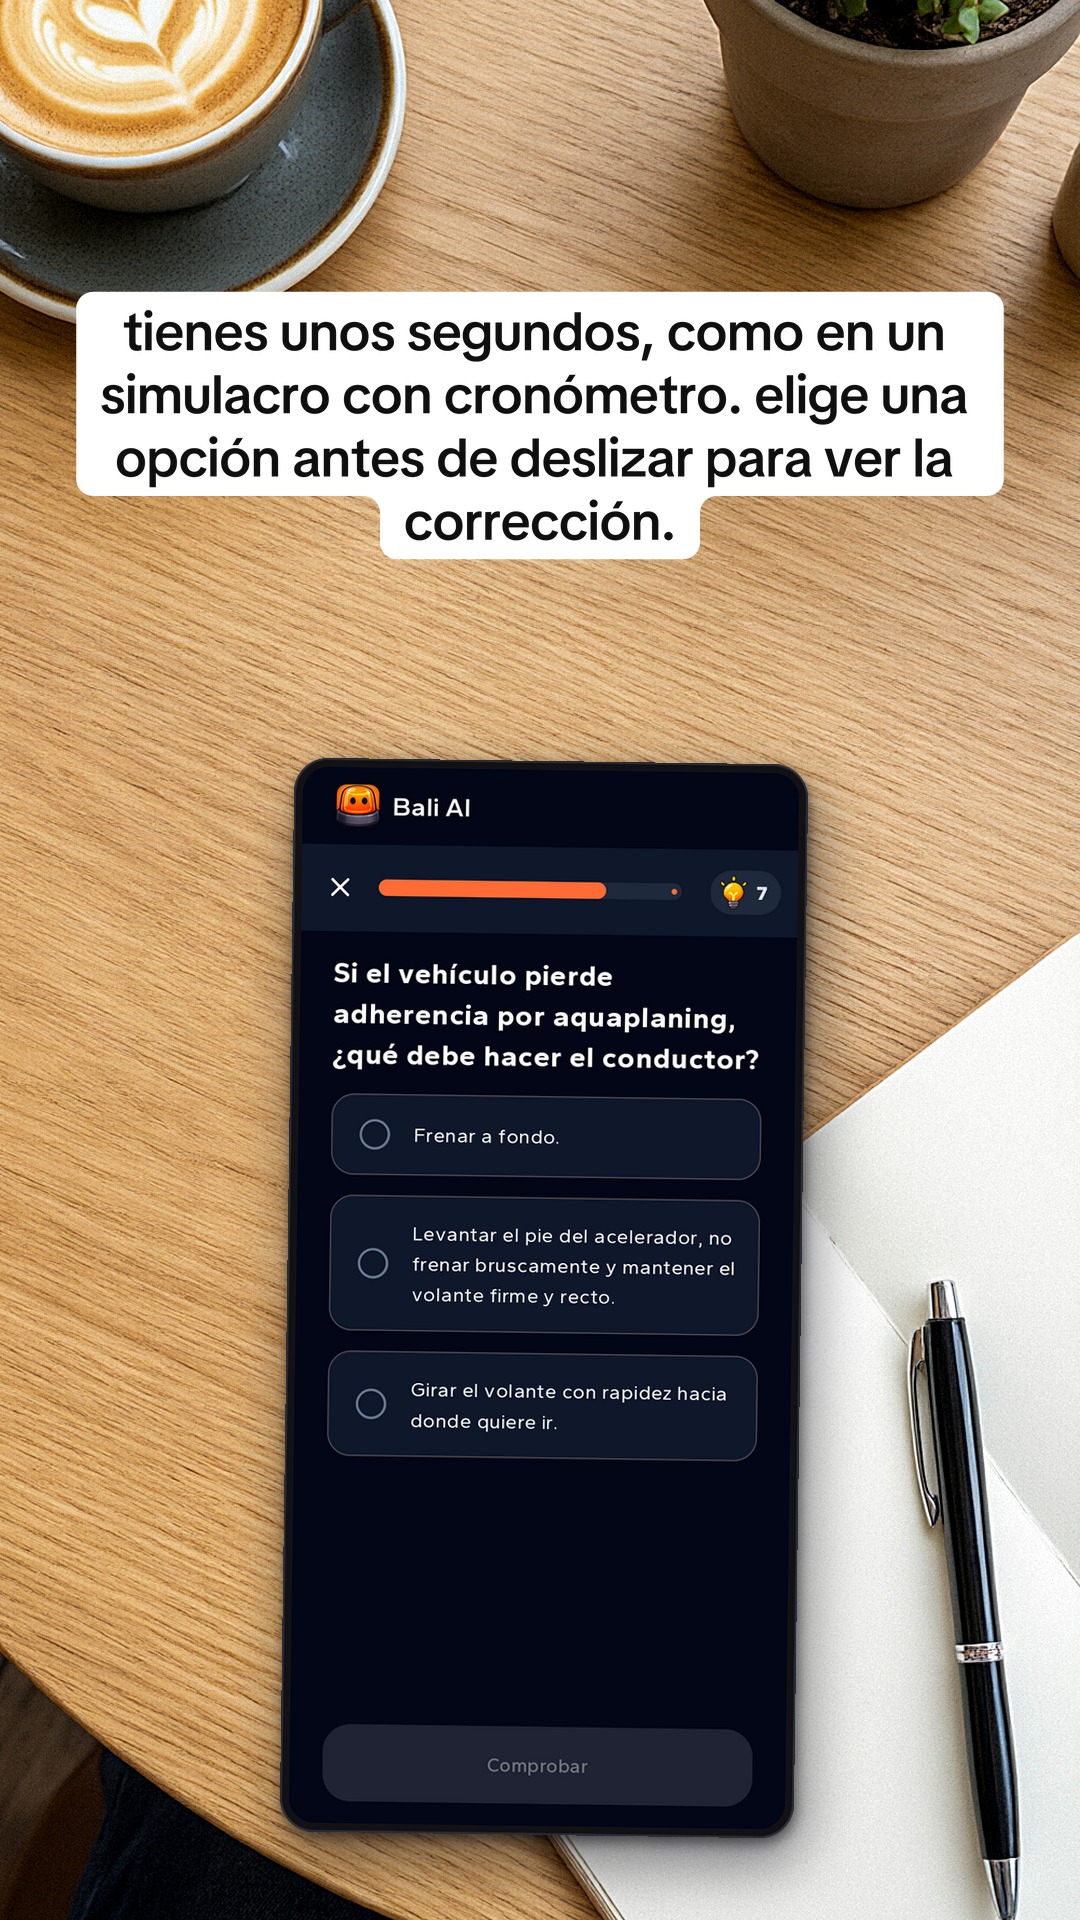 tienes unos segundos, como en un
simulacro con cronómetro. elige una
opción antes de deslizar para ver la
corrección.
Bali AI
7
Si el vehículo pierde
adherencia por aquaplaning,
¿qué debe hacer el conductor?
Frenar a fondo.
Levantar el pie del acelerador, no
frenar bruscamente y mantener el
volante firme y recto.
Girar el volante con rapidez hacia
donde quiere ir.
Comprobar